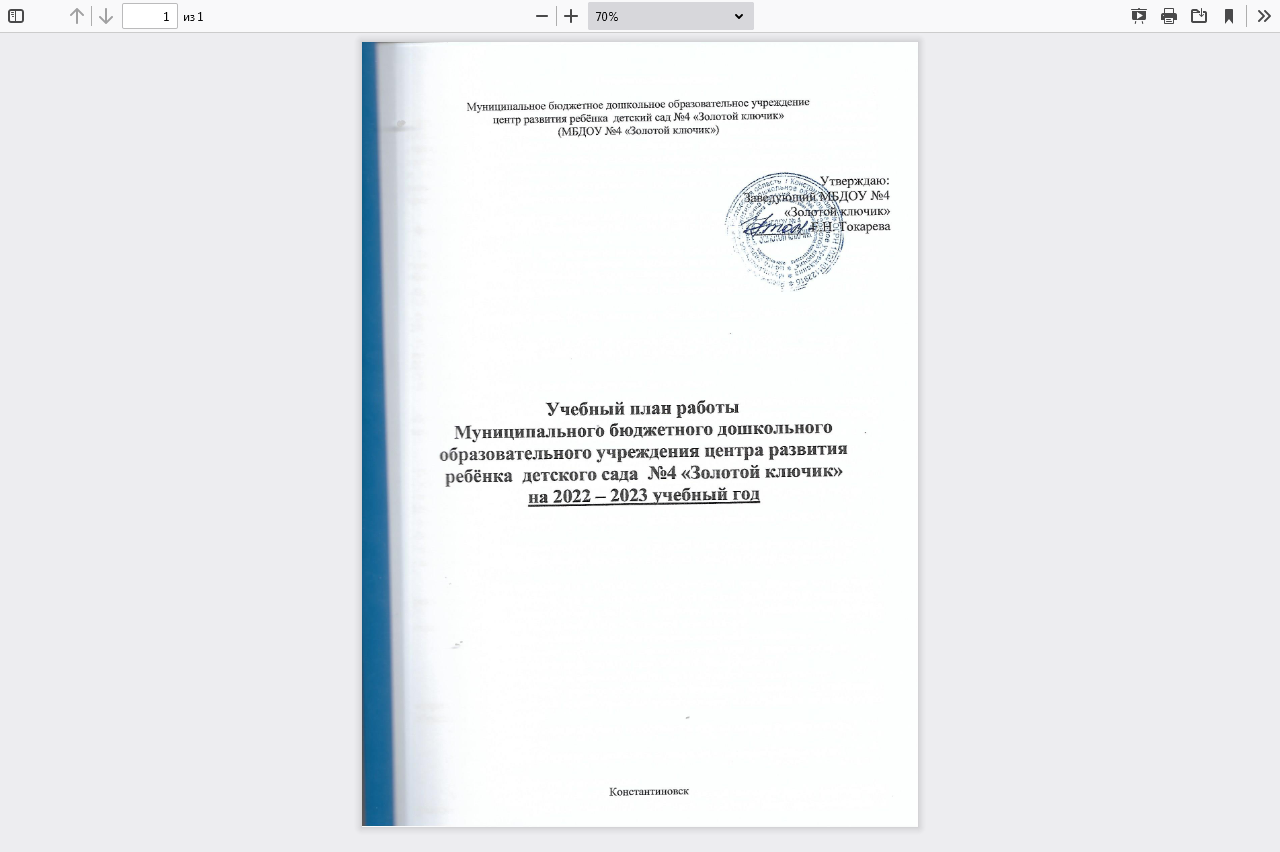 1
из 1
70%
Муниципальное бюджетное дошкольное образовательное учреждение
центр развития ребёнка детский сад №4 «Золотой ключик»
(МБДОУ №4 «Золотой ключик»)
Утверждаю:
Заведующий МБДОУ №4
«Золотой ключик»
Е.Н. Токарева
Учебный план работы
Муниципального бюджетного дошкольного
образовательного учреждения центра развития
ребёнка детского сада №4 «Золотой ключик»
на 2022 – 2023 учебный год
Константиновск